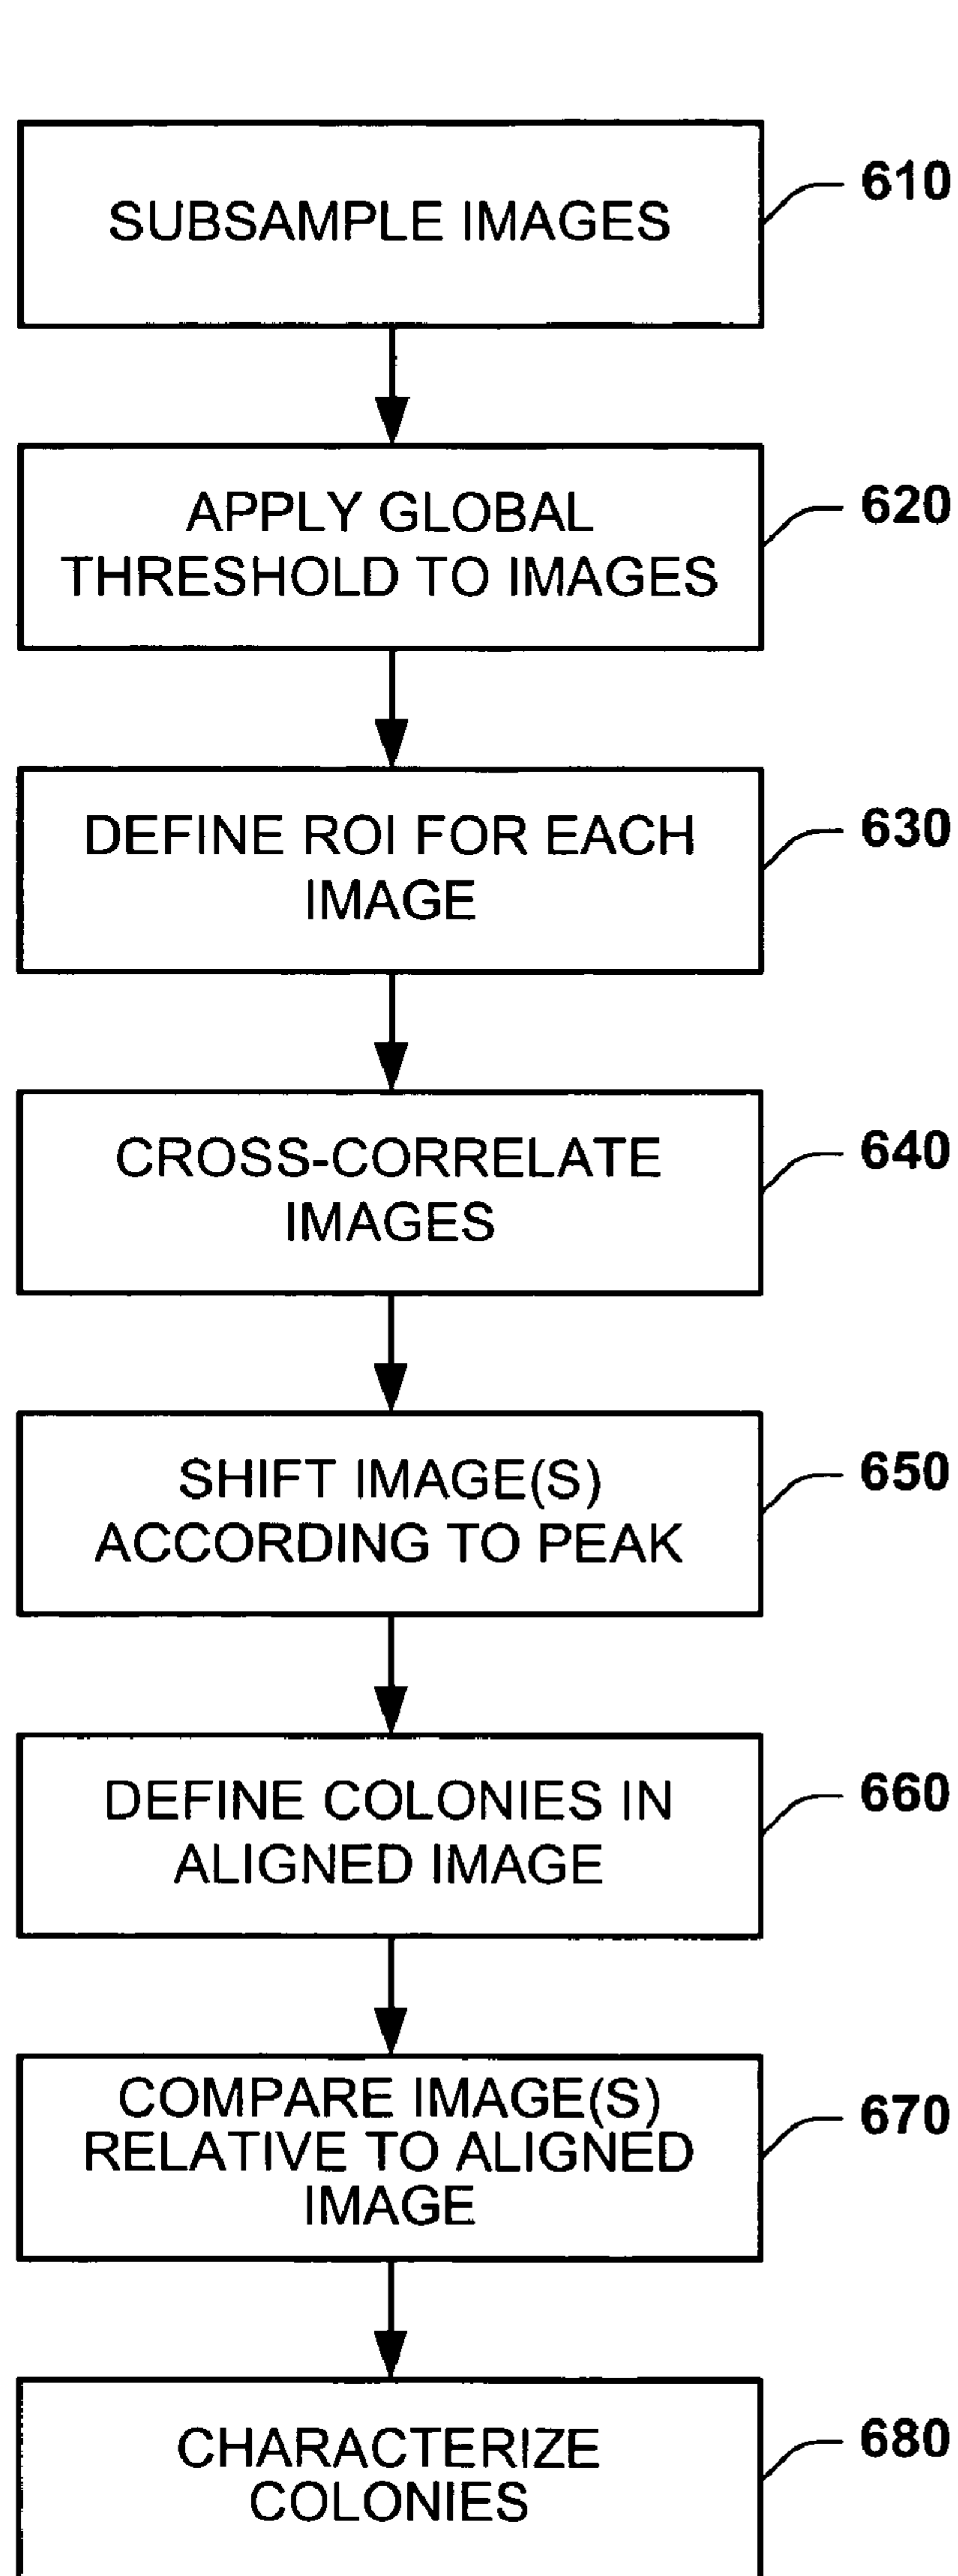 SUBSAMPLE IMAGES
610
APPLY GLOBAL
THRESHOLD TO IMAGES
620
DEFINE ROI FOR EACH
IMAGE
630
CROSS-CORRELATE
IMAGES
640
SHIFT IMAGE(S)
ACCORDING TO PEAK
650
DEFINE COLONIES IN
ALIGNED IMAGE
660
COMPARE IMAGE(S)
RELATIVE TO ALIGNED
IMAGE
670
CHARACTERIZE
COLONIES
680